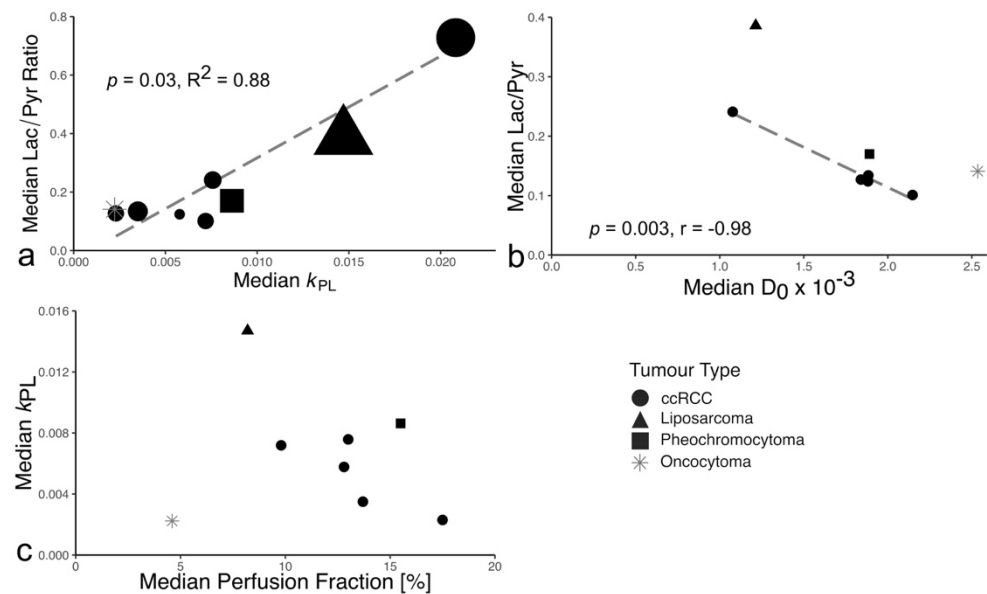 0.8
0.6
0.4
0.2
0.0
Median Lac/Pyr Ratio
p = 0.03, R2 = 0.88
a
0.000
0.005
0.010
0.015
0.020
Median kPL
0.4
0.3
0.2
0.1
0.0
Median Lac/Pyr
p = 0.003, r = -0.98
b
0.0
0.5
1.0
1.5
2.0
2.5
Median D0 x 10-3
0.016
0.012
0.008
0.004
0.000
Median kPL
c
5
10
15
20
Median Perfusion Fraction [%]
Tumour Type
ccRCC
Liposarcoma
Pheochromocytoma
Oncocytoma